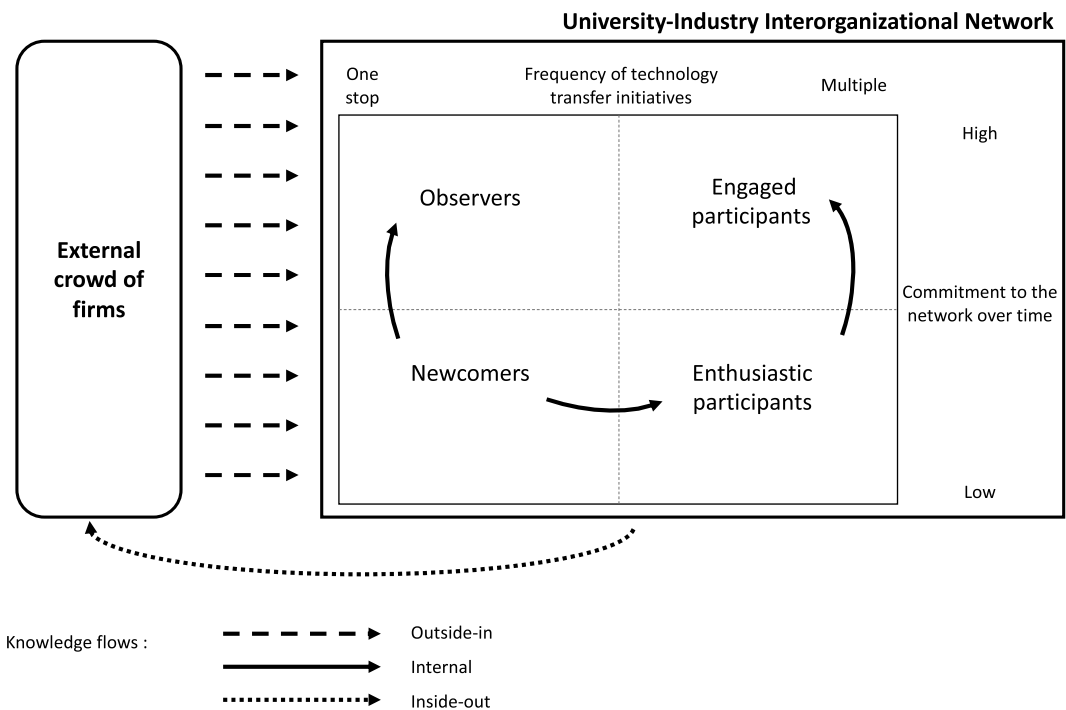 University-Industry Interorganizational Network
One
stop
Frequency of technology
transfer initiatives
Multiple
High
Observers
Engaged
participants
External
crowd of
firms
Commitment to the
network over time
Newcomers
Enthusiastic
participants
Low
Knowledge flows :
Outside-in
Internal
Inside-out